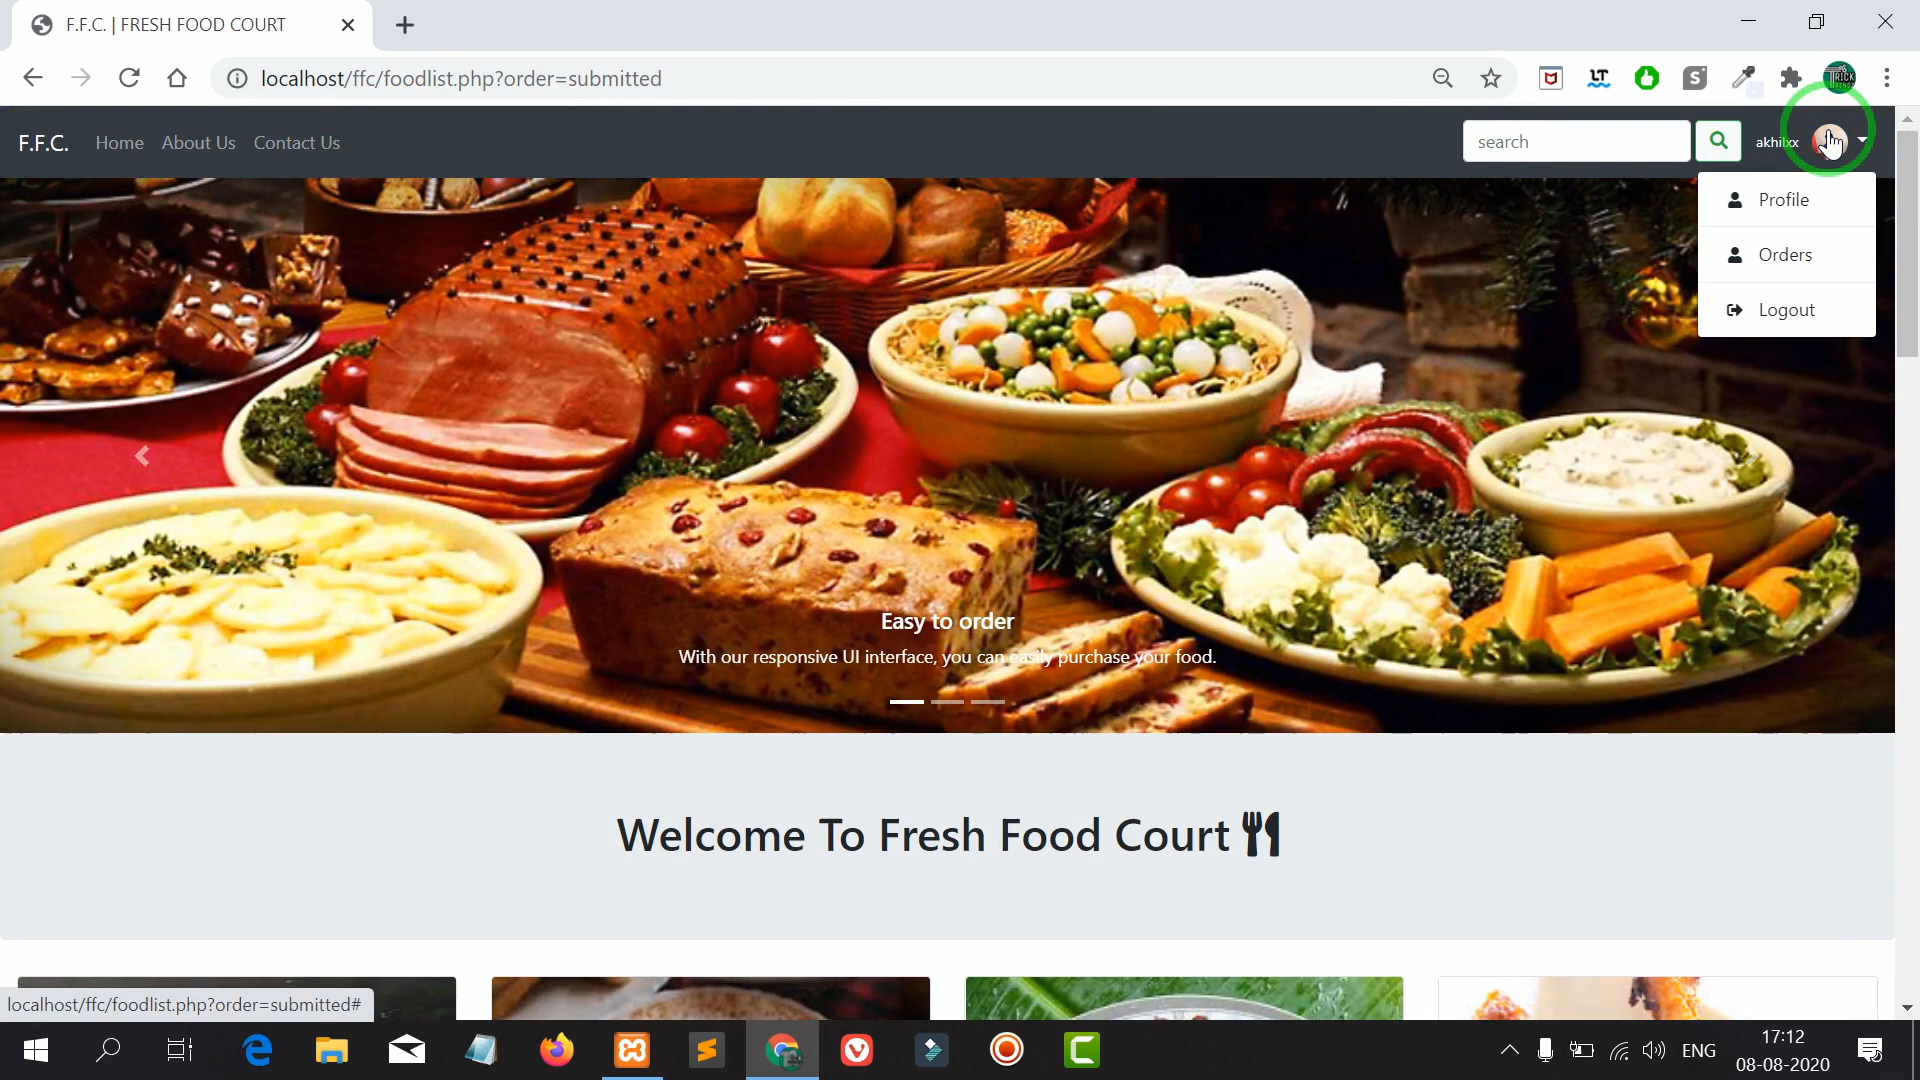 F.F.C. | FRESH FOOD COURT
localhost/ffc/foodlist.php?order=submitted
F.F.C. Home About Us Contact Us search akhilxx
Profile
Orders
Logout
Easy to order
With our responsive UI interface, you can easily purchase your food.
Welcome To Fresh Food Court
localhost/ffc/foodlist.php?order=submitted#
ENG
17:12
08-08-2020